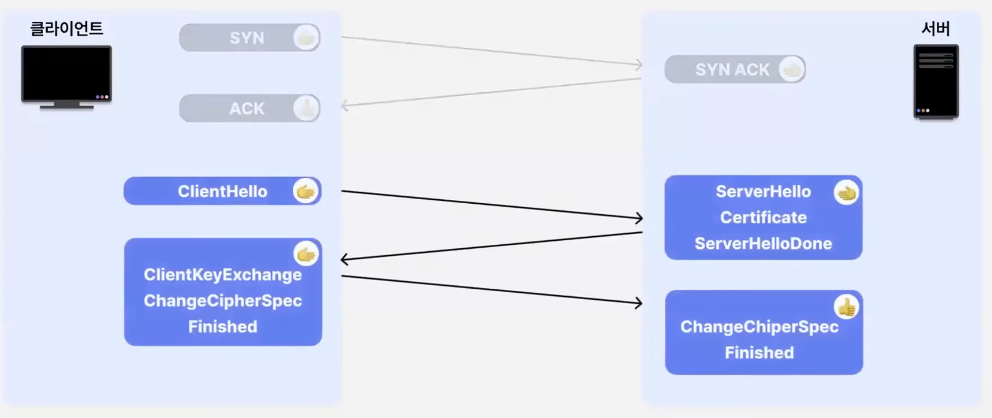 클라이언트
서버
SYN
SYN ACK
ACK
ClientHello
ServerHello
Certificate
ServerHelloDone
ClientKeyExchange
ChangeCipherSpec
Finished
ChangeChiperSpec
Finished